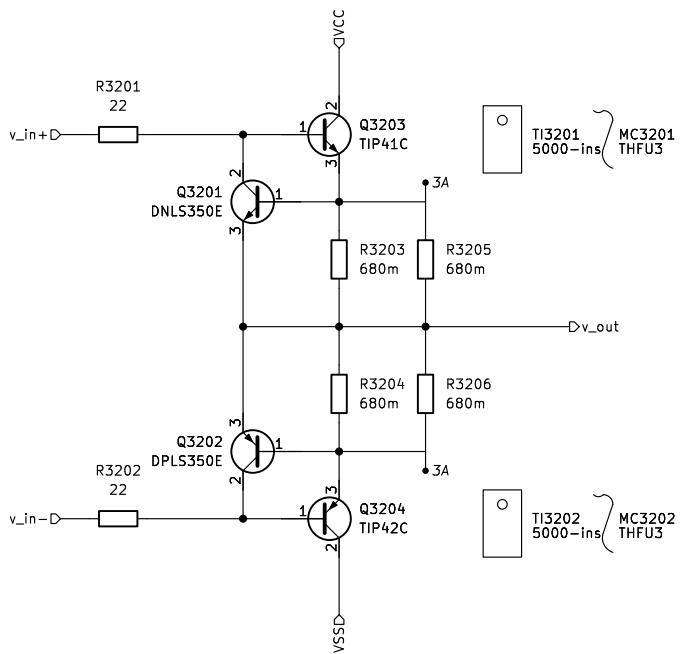 VCC
R3201
22
v_in+
1
2
3
Q3203
TIP41C
TI3201
5000-ins
MC3201
THFU3
Q3201
DNLS350E
2
1
3
3A
R3203
680m
R3205
680m
v_out
R3204
680m
R3206
680m
Q3202
DPLS350E
3
1
2
3A
R3202
22
v_in-
1
3
2
Q3204
TIP42C
TI3202
5000-ins
MC3202
THFU3
VSS